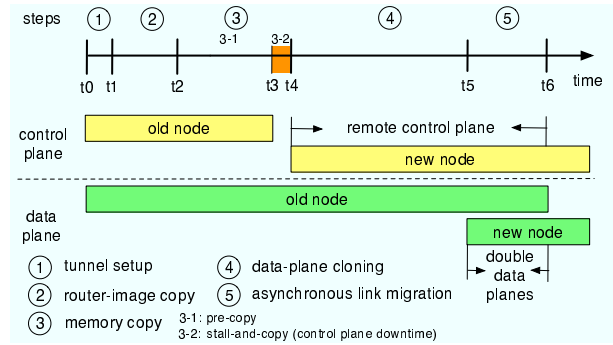 steps 1 2 3 4 5
3-1 3-2
t0 t1 t2 t3 t4 t5 t6 time
control plane
old node
remote control plane
new node
data plane
old node
new node
double data planes
1 tunnel setup
2 router-image copy
3 memory copy
3-1: pre-copy
3-2: stall-and-copy (control plane downtime)
4 data-plane cloning
5 asynchronous link migration